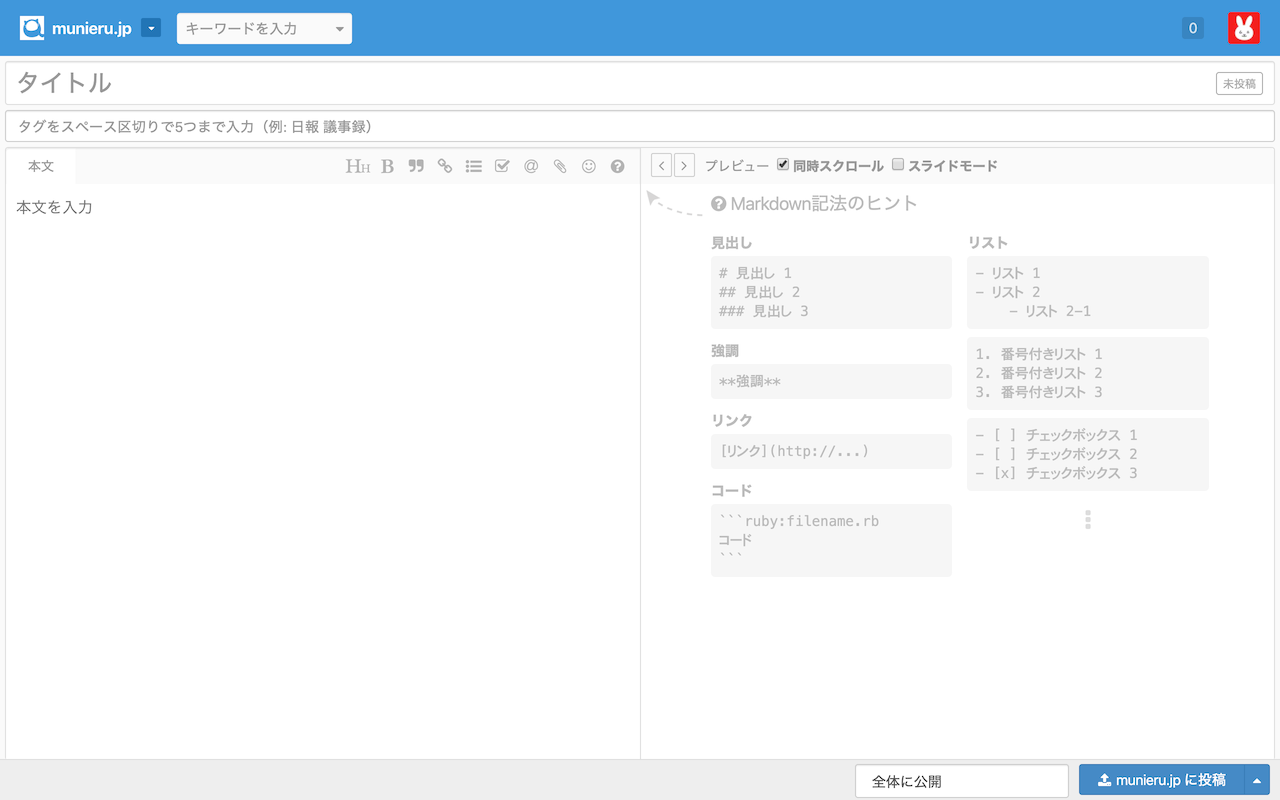 munieru.jp
キーワードを入力
0
タイトル
未投稿
タグをスペース区切りで5つまで入力（例: 日報 議事録）
本文
HH B
本文を入力
プレビュー 同時スクロール スライドモード
Markdown記法のヒント
見出し
# 見出し 1
## 見出し 2
### 見出し 3
強調
**強調**
リンク
[リンク](http://...)
コード
```ruby:filename.rb
コード
```
リスト
- リスト 1
- リスト 2
    - リスト 2-1
1. 番号付きリスト 1
2. 番号付きリスト 2
3. 番号付きリスト 3
- [ ] チェックボックス 1
- [ ] チェックボックス 2
- [x] チェックボックス 3
全体に公開
munieru.jp に投稿